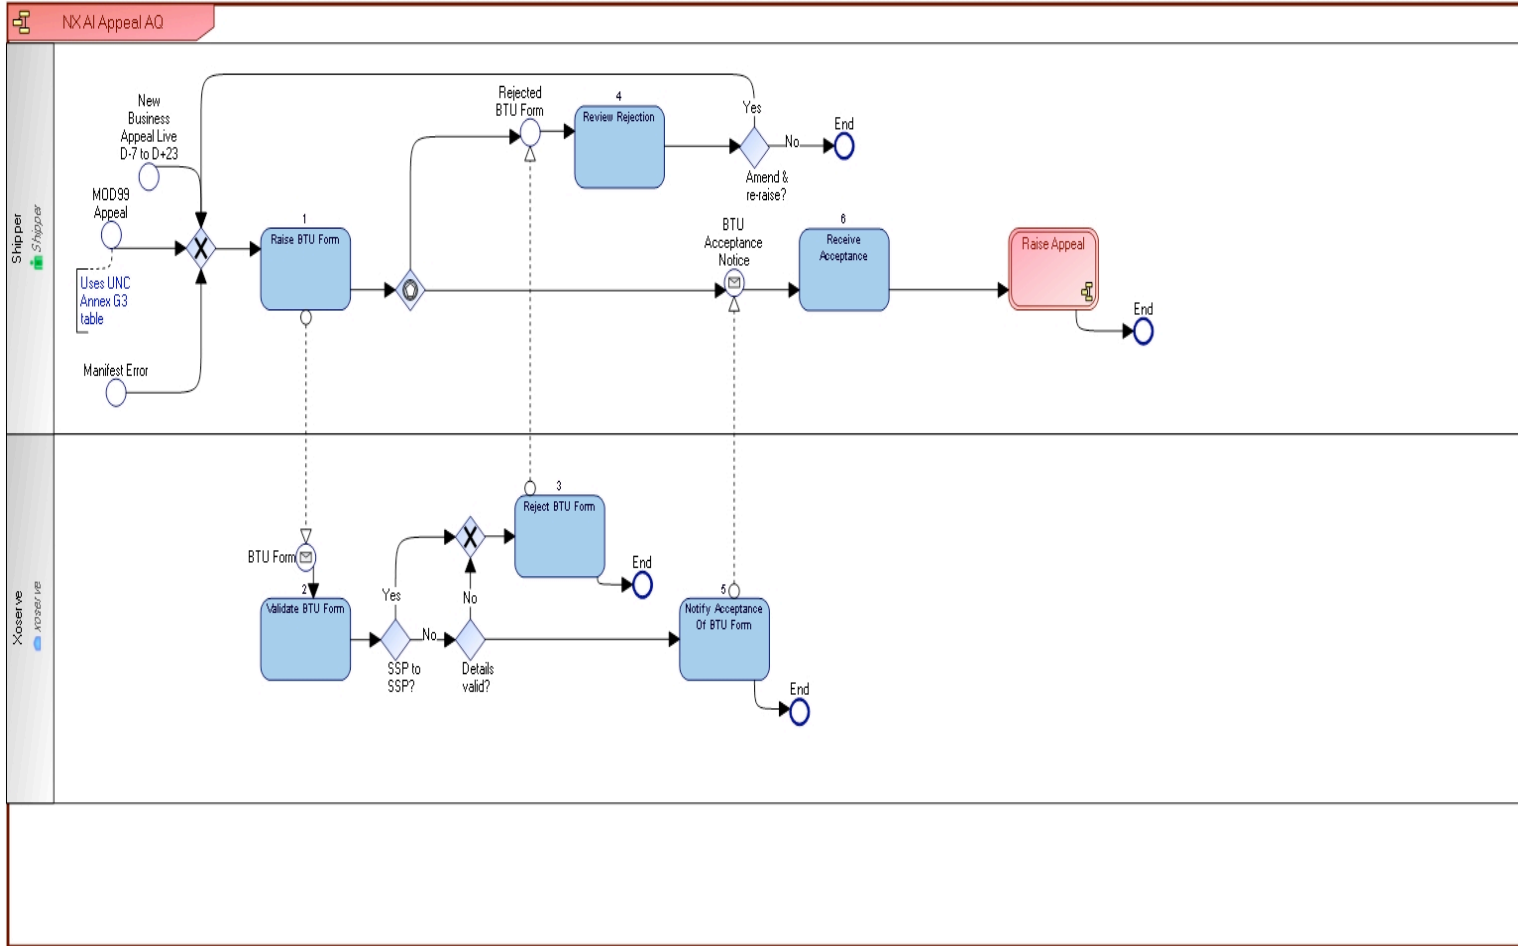 NX AI Appeal AQ
Shipper
Shipper
New
Business
Appeal Live
D-7 to D+23
MOD99
Appeal
Uses UNC
Annex G3
table
Manifest Error
1
Raise BTU Form
Rejected
BTU Form
4
Review Rejection
Yes
No
Amend &
re-raise?
End
BTU
Acceptance
Notice
6
Receive
Acceptance
Raise Appeal
End
Xoserve
xoserve
BTU Form
2
Validate BTU Form
Yes
No
SSP to
SSP?
No
Details
valid?
3
Reject BTU Form
End
5
Notify Acceptance
Of BTU Form
End